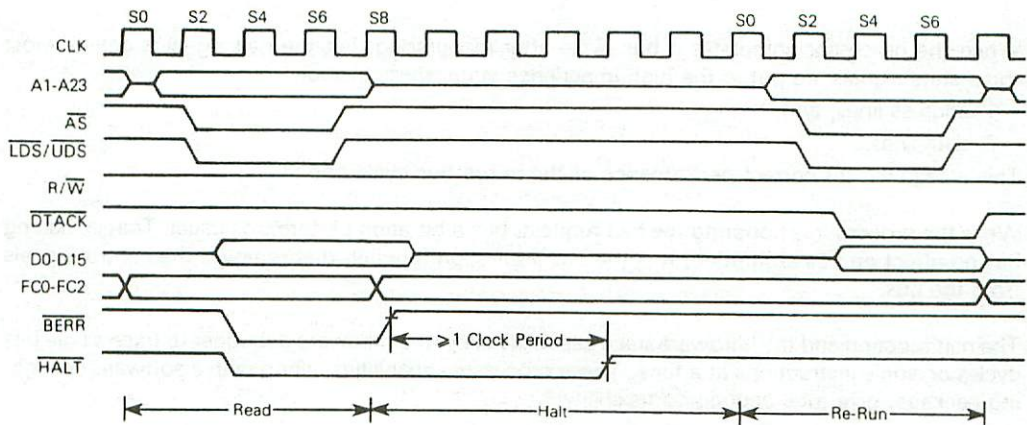 S0 S2 S4 S6 S8 S0 S2 S4 S6
CLK
A1-A23
AS
LDS/UDS
R/W
DTACK
D0-D15
FC0-FC2
BERR
≥1 Clock Period
HALT
Read Halt Re-Run